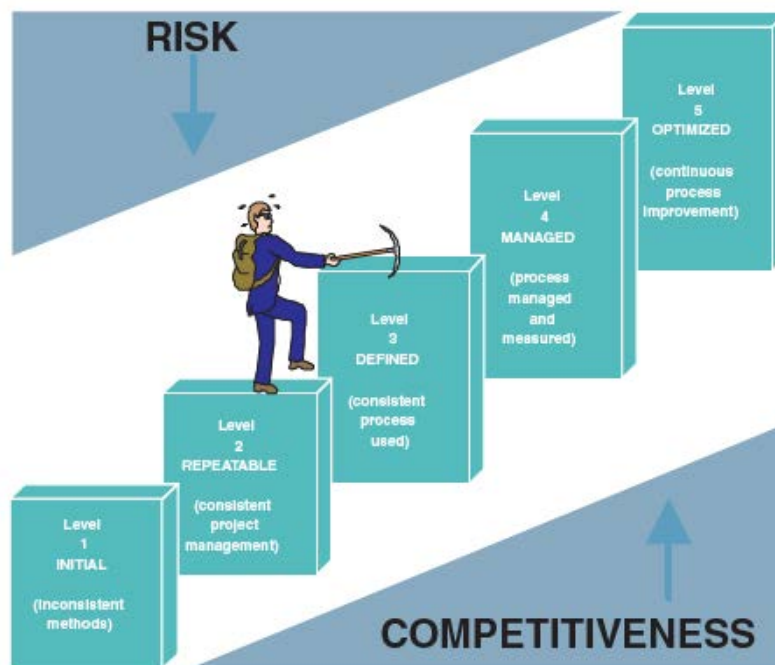 RISK
Level
5
OPTIMIZED
(continuous
process
improvement)
Level
4
MANAGED
(process
managed
and
measured)
Level
3
DEFINED
(consistent
process
used)
Level
2
REPEATABLE
(consistent
project
management)
Level
1
INITIAL
(inconsistent
methods)
COMPETITIVENESS